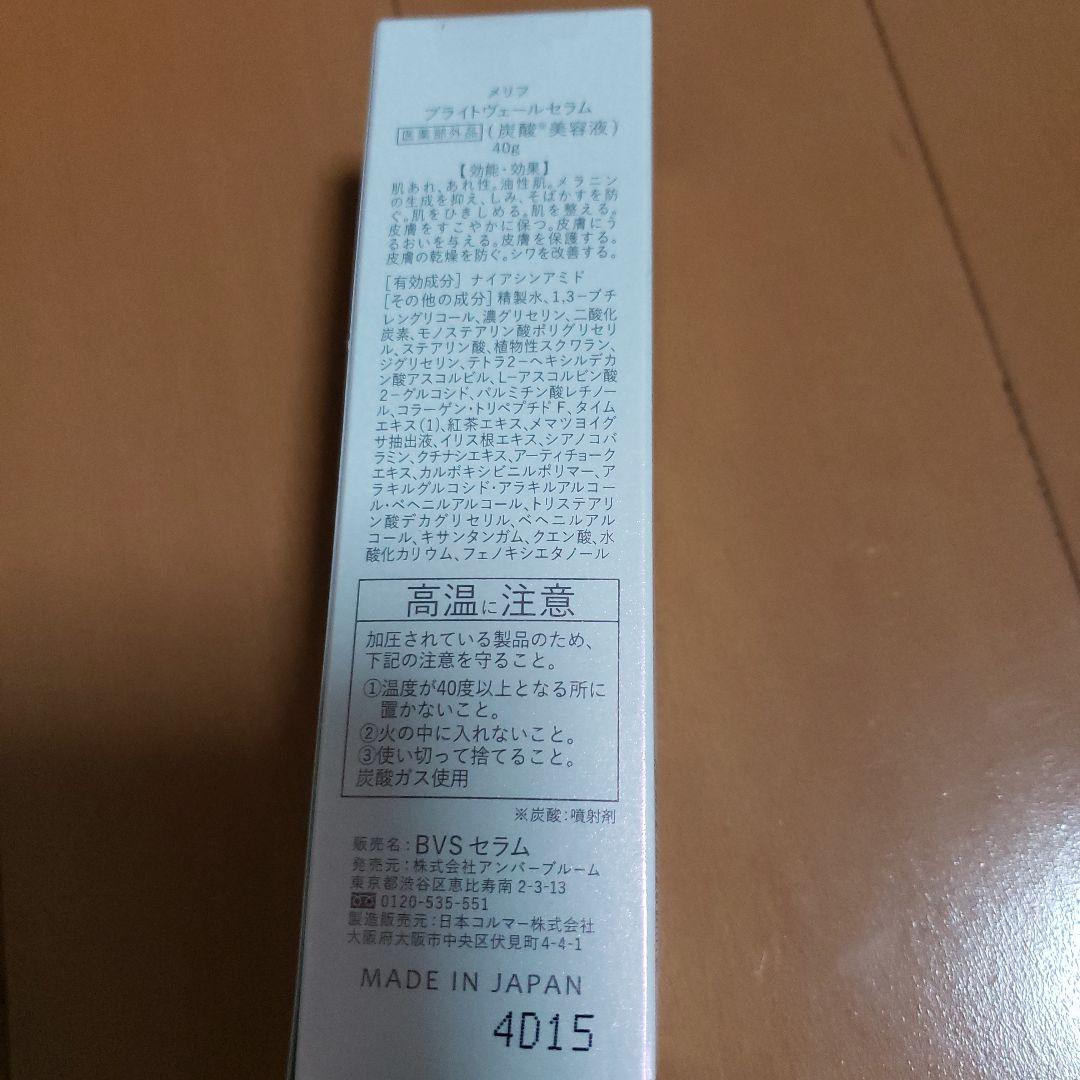 メリフ
ブライトヴェールセラム
医薬部外品 (炭酸※美容液)
40g
【効能・効果】
肌あれ、あれ性。油性肌。メラニン
の生成を抑え、しみ、そばかすを防
ぐ。肌をひきしめる。肌を整える。
皮膚をすこやかに保つ。皮膚にう
るおいを与える。皮膚を保護する。
皮膚の乾燥を防ぐ。シワを改善する。
[有効成分] ナイアシンアミド
[その他の成分] 精製水、1,3-ブチ
レングリコール、濃グリセリン、二酸化
炭素、モノステアリン酸ポリグリセリ
ル、ステアリン酸、植物性スクワラン、
ジグリセリン、テトラ2-ヘキシルデカ
ン酸アスコルビル、L-アスコルビン酸
2-グルコシド、パルミチン酸レチノー
ル、コラーゲン・トリペプチド F、タイム
エキス(1)、紅茶エキス、メマツヨイグ
サ抽出液、イリス根エキス、シアノコバ
ラミン、クチナシエキス、アーティチョーク
エキス、カルボキシビニルポリマー、ア
ラキルグルコシド・アラキルアルコー
ル・ベヘニルアルコール、トリステアリ
ン酸デカグリセリル、ベヘニルアル
コール、キサンタンガム、クエン酸、水
酸化カリウム、フェノキシエタノール
高温に注意
加圧されている製品のため、
下記の注意を守ること。
①温度が40度以上となる所に
置かないこと。
②火の中に入れないこと。
③使い切って捨てること。
炭酸ガス使用
※炭酸:噴射剤
販売名:BVS セラム
発売元:株式会社アンバーブルーム
東京都渋谷区恵比寿南 2-3-13
0120-535-551
製造販売元:日本コルマー株式会社
大阪府大阪市中央区伏見町4-4-1
MADE IN JAPAN
4D15